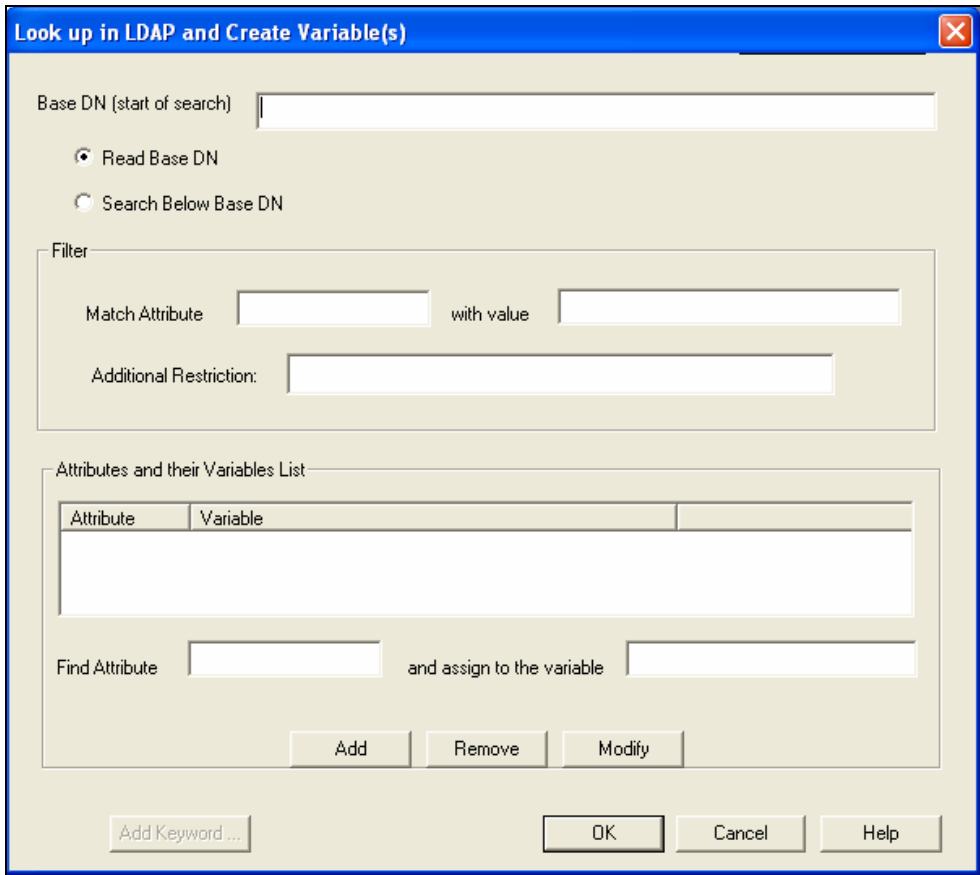 Look up in LDAP and Create Variable(s)
Base DN (start of search)
Read Base DN
Search Below Base DN
Filter
Match Attribute with value
Additional Restriction:
Attributes and their Variables List
Attribute Variable
Find Attribute and assign to the variable
Add Remove Modify
Add Keyword ... OK Cancel Help